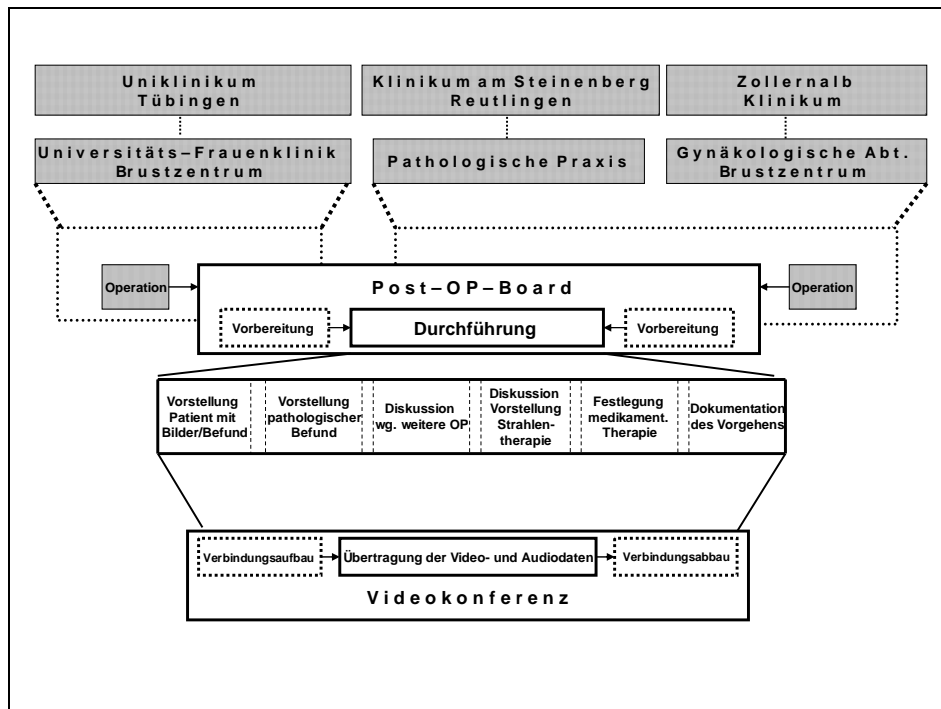 Uniklinikum
Tübingen
Klinikum am Steinenberg
Reutlingen
Zollernalb
Klinikum
Universitäts–Frauenklinik
Brustzentrum
Pathologische Praxis
Gynäkologische Abt.
Brustzentrum
Operation
Post–OP–Board
Operation
Vorbereitung
Durchführung
Vorbereitung
Vorstellung
Patient mit
Bilder/Befund
Vorstellung
pathologischer
Befund
Diskussion
wg. weitere OP
Diskussion
Vorstellung
Strahlen-
therapie
Festlegung
medikament.
Therapie
Dokumentation
des Vorgehens
Verbindungsaufbau
Übertragung der Video- und Audiodaten
Verbindungsabbau
Videokonferenz